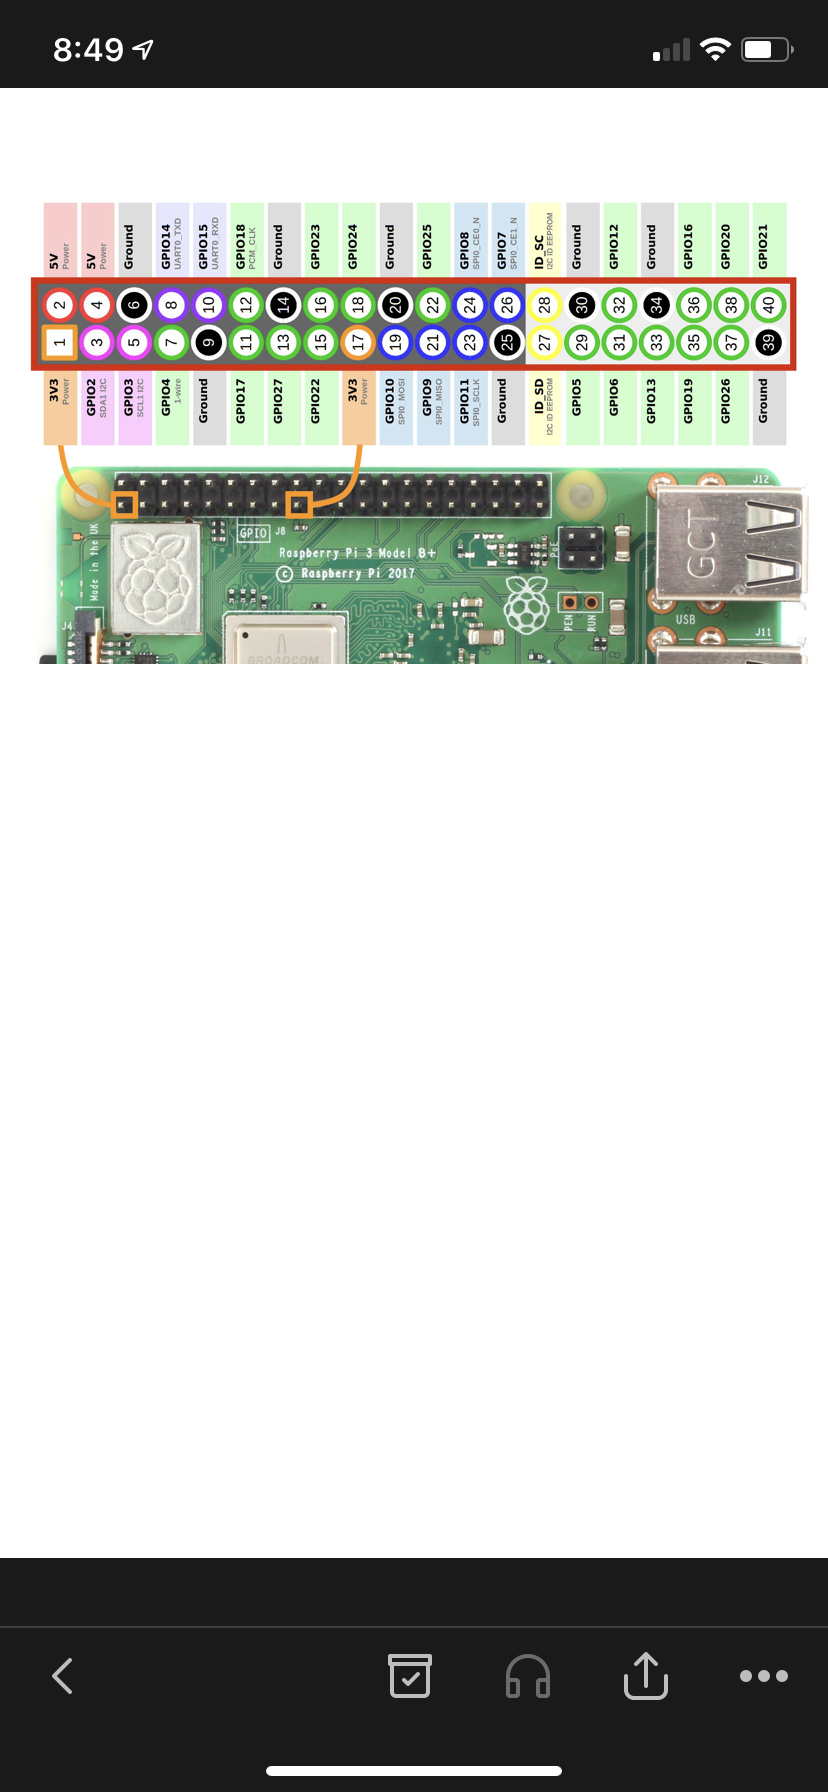 8:49
5V Power
5V Power
Ground
GPIO14 UART0_TXD
GPIO15 UART0_RXD
GPIO18 PCM_CLK
Ground
GPIO23
GPIO24
Ground
GPIO25
GPIO8 SPI0_CE0_N
GPIO7 SPI0_CE1_N
ID_SC I2C ID EEPROM
Ground
GPIO12
Ground
GPIO16
GPIO20
GPIO21
2 4 6 8 10 12 14 16 18 20 22 24 26 28 30 32 34 36 38 40
1 3 5 7 9 11 13 15 17 19 21 23 25 27 29 31 33 35 37 39
3V3 Power
GPIO2 SDA1 I2C
GPIO3 SCL1 I2C
GPIO4 1-wire
Ground
GPIO17
GPIO27
GPIO22
3V3 Power
GPIO10 SPI0_MOSI
GPIO9 SPI0_MISO
GPIO11 SPI0_SCLK
Ground
ID_SD I2C ID EEPROM
GPIO5
GPIO6
GPIO13
GPIO19
GPIO26
Ground
J12
Made in the UK
GPIO J8
Raspberry Pi 3 Model B+
© Raspberry Pi 2017
PoE
GCT
J4
PEN
RUN
USB
J11
BROADCOM